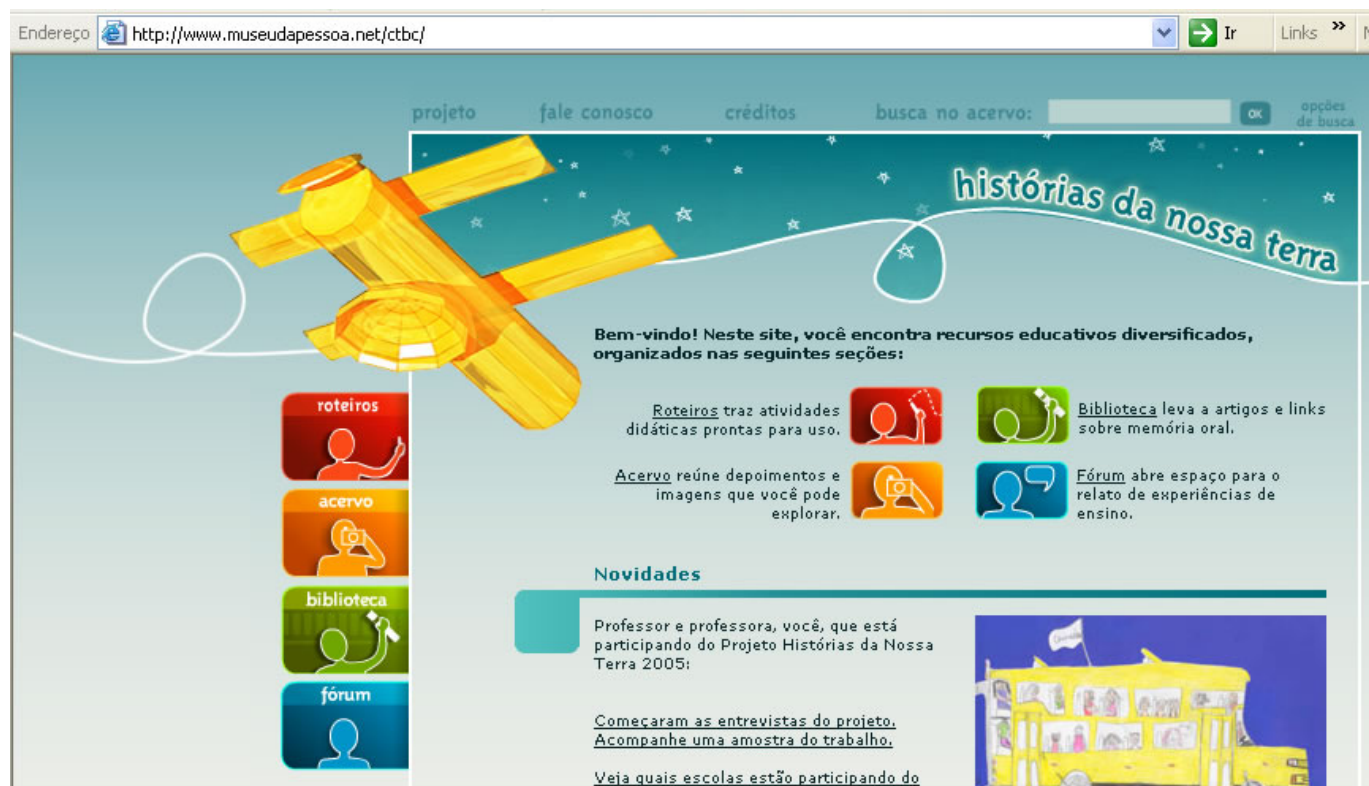 Endereço http://www.museudapessoa.net/ctbc/ Ir Links »
projeto fale conosco créditos busca no acervo: ok opções
de busca
histórias da nossa terra
Bem-vindo! Neste site, você encontra recursos educativos diversificados,
organizados nas seguintes seções:
roteiros
acervo
biblioteca
fórum
Roteiros traz atividades
didáticas prontas para uso.
Biblioteca leva a artigos e links
sobre memória oral.
Acervo reúne depoimentos e
imagens que você pode
explorar.
Fórum abre espaço para o
relato de experiências de
ensino.
Novidades
Professor e professora, você, que está
participando do Projeto Histórias da Nossa
Terra 2005:
Começaram as entrevistas do projeto.
Acompanhe uma amostra do trabalho.
Veja quais escolas estão participando do